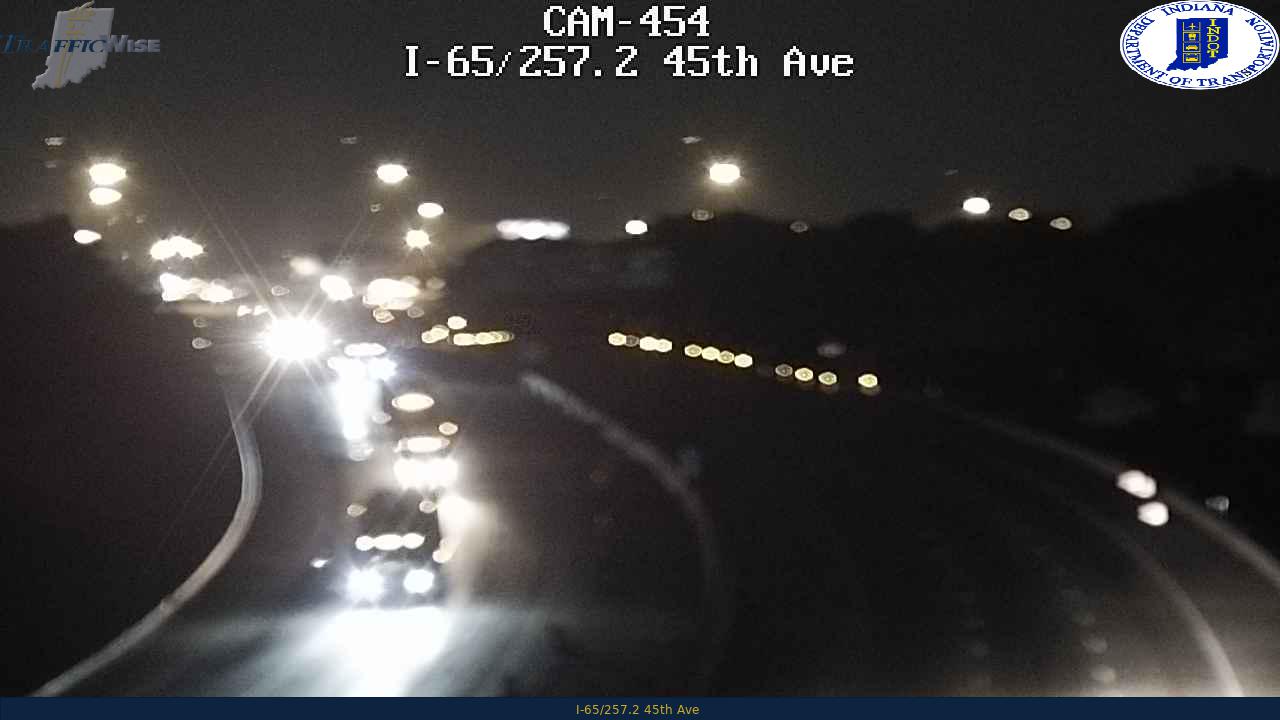 CAM-454
I-65/257.2 45th Ave
TRAFFICWISE
INDIANA
DEPARTMENT OF TRANSPORTATION
INDOT
I-65/257.2 45th Ave